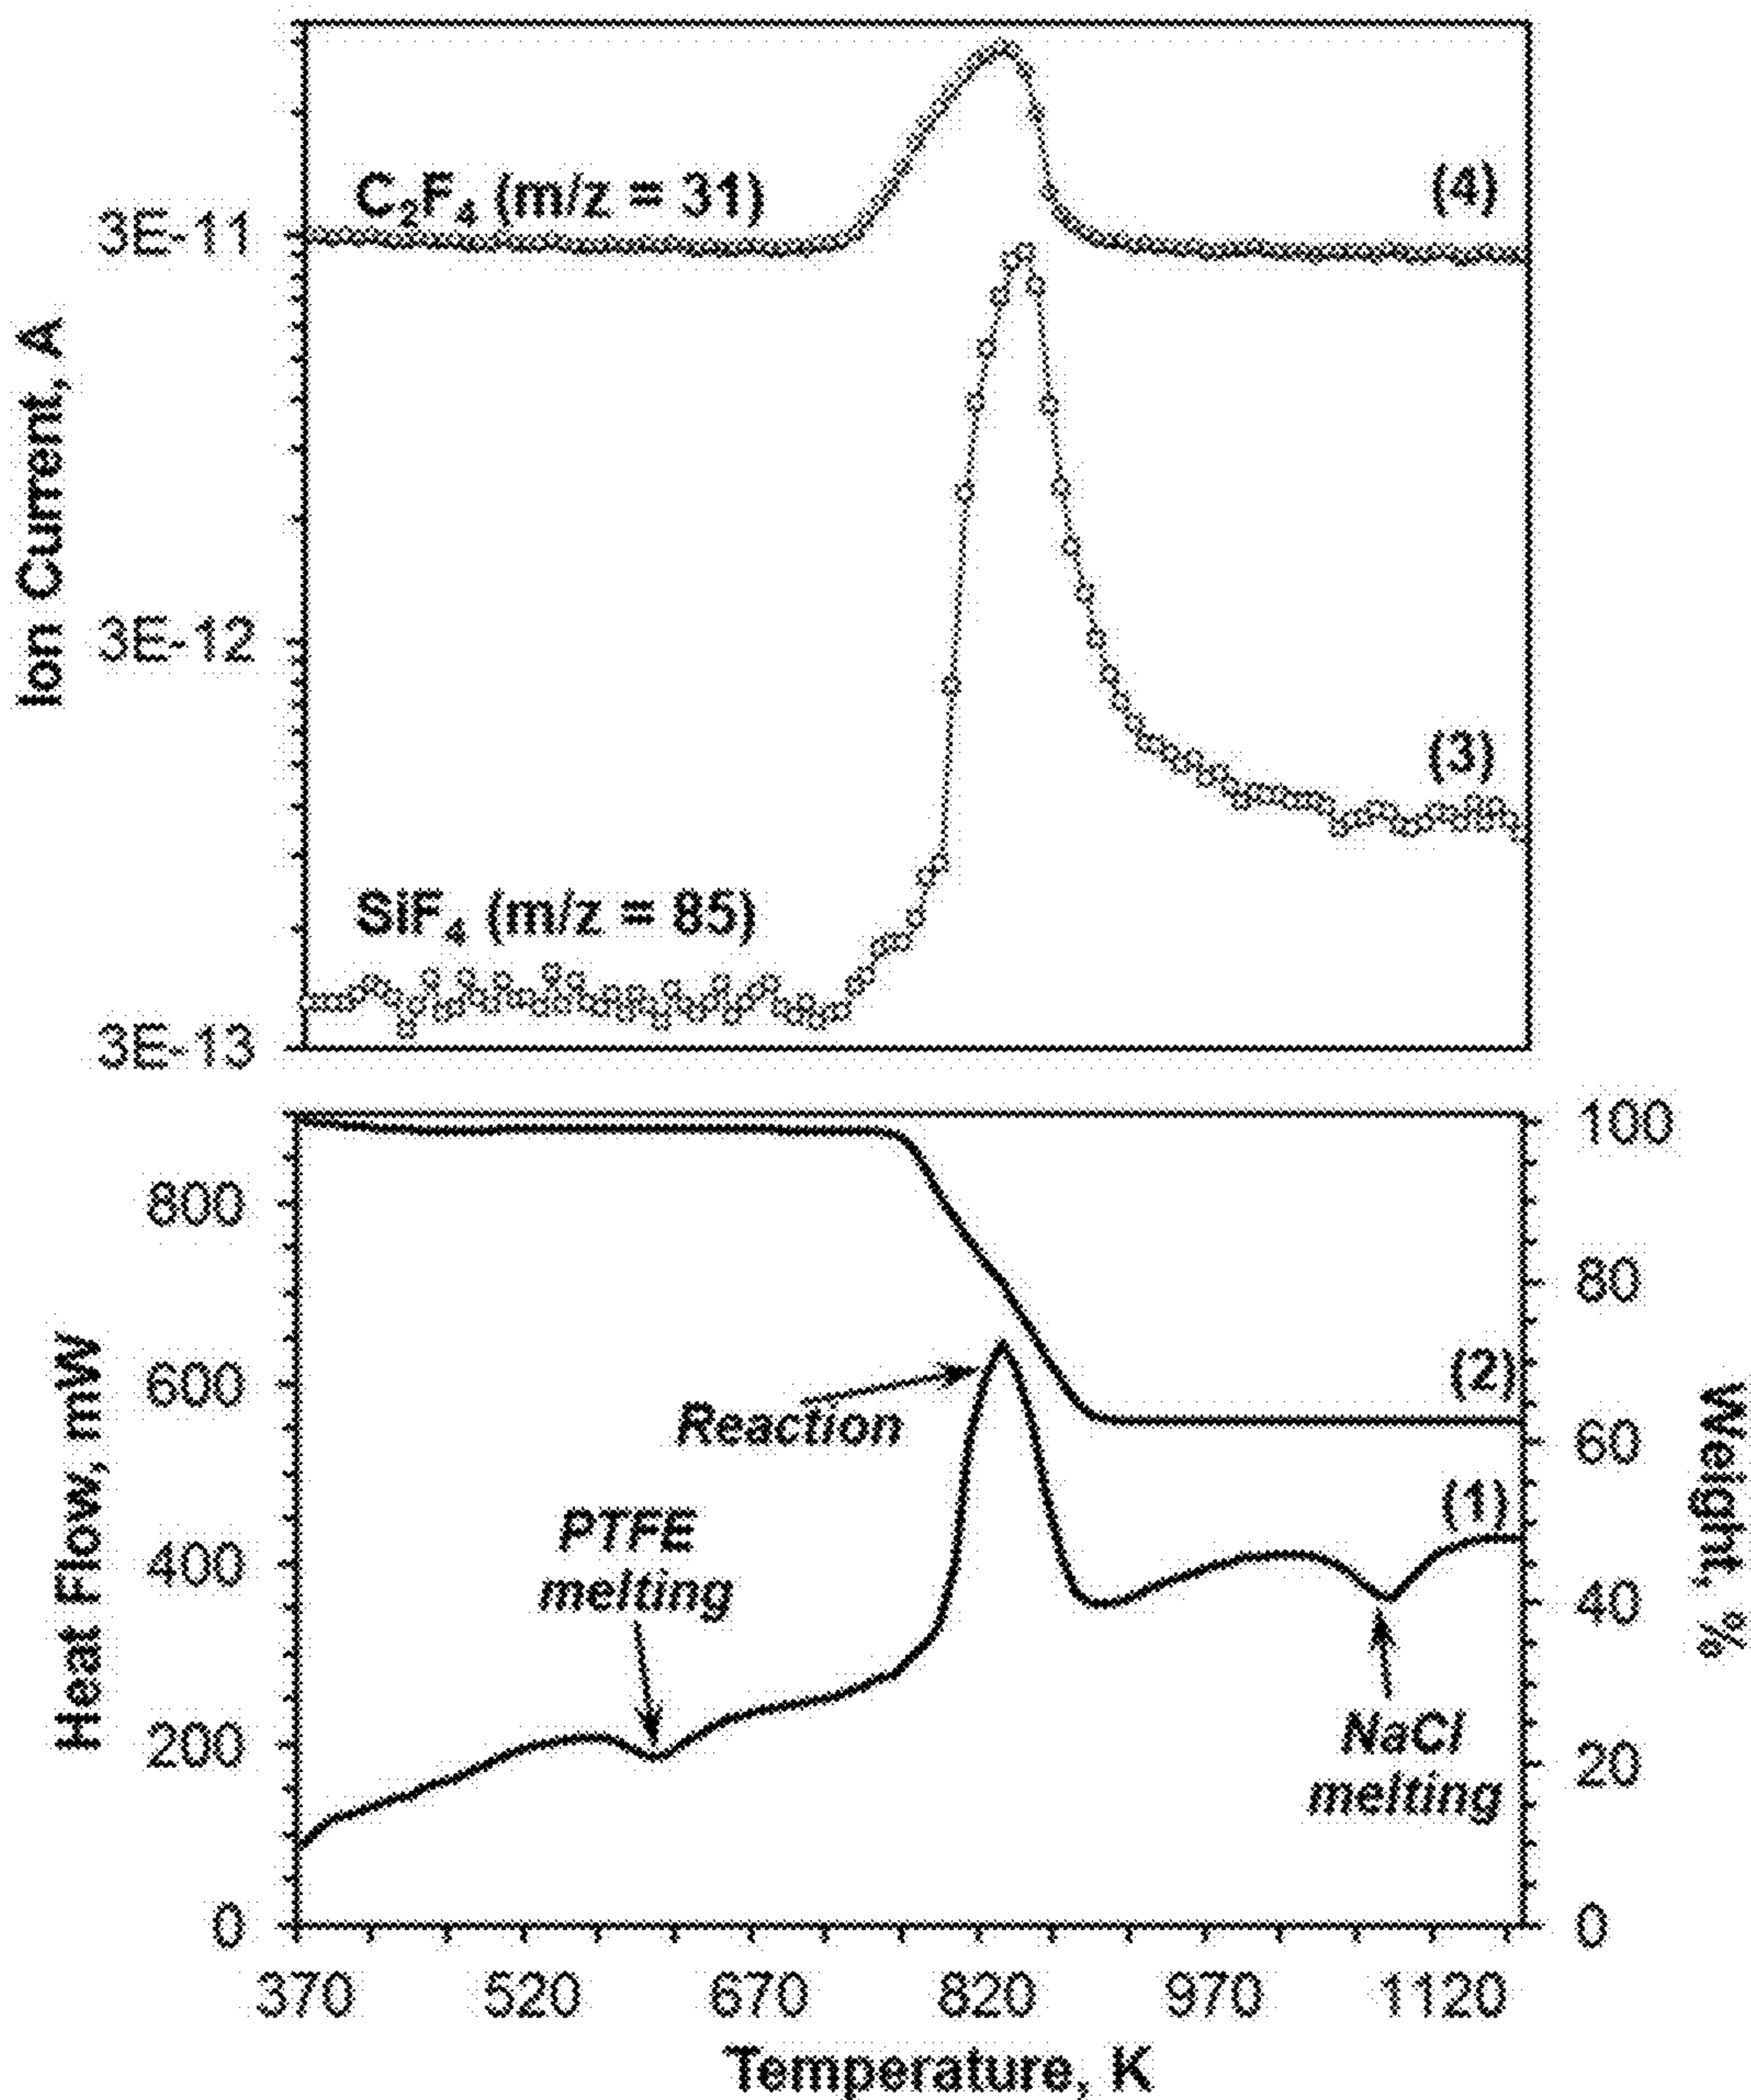 C₂F₄ (m/z = 31)
(4)
3E-11
Ion Current, A
3E-12
(3)
SiF₄ (m/z = 85)
3E-13
100
800
80
Heat Flow, mW
600
Reaction
(2)
60
Weight, %
PTFE
melting
(1)
400
40
200
NaCl
melting
20
0
0
370
520
670
820
970
1120
Temperature, K